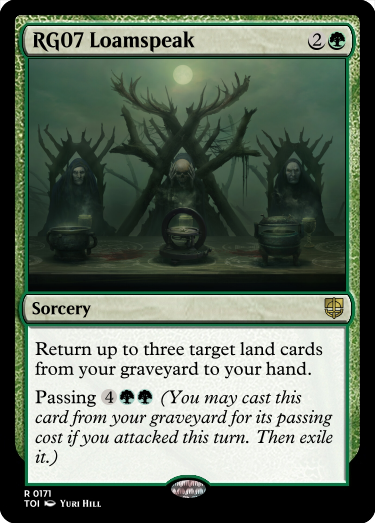 RG07 Loamspeak 2
Sorcery
Return up to three target land cards
from your graveyard to your hand.
Passing 4 (You may cast this
card from your graveyard for its passing
cost if you attacked this turn. Then exile
it.)
R 0171
TOI Yuri Hill